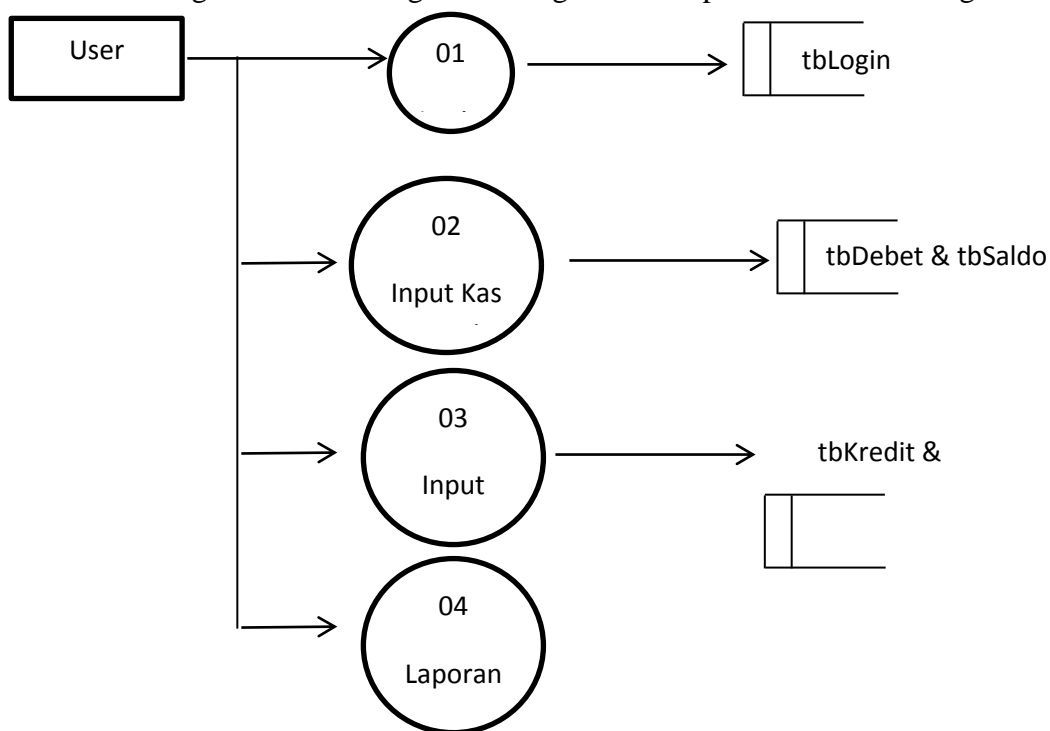 User
01
tbLogin
02
Input Kas
tbDebet & tbSaldo
03
Input
tbKredit &
04
Laporan